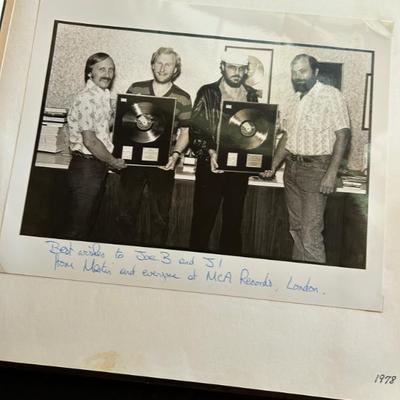 Best wishes to Joe B and J!
from Martin and everyone at MCA Records, London.
1978